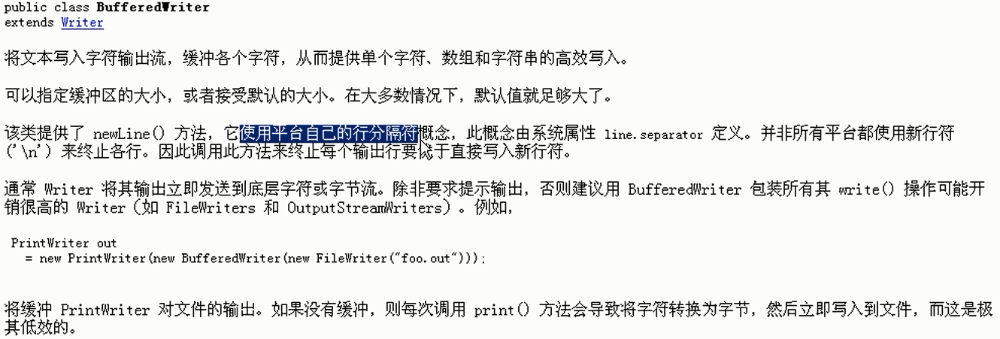 public class BufferedWriter
extends Writer
将文本写入字符输出流，缓冲各个字符，从而提供单个字符、数组和字符串的高效写入。
可以指定缓冲区的大小，或者接受默认的大小。在大多数情况下，默认值就足够大了。
该类提供了 newLine() 方法，它使用平台自己的行分隔符概念，此概念由系统属性 line.separator 定义。并非所有平台都使用新行符
('\n') 来终止各行。因此调用此方法来终止每个输出行要优于直接写入新行符。
通常 Writer 将其输出立即发送到底层字符或字节流。除非要求提示输出，否则建议用 BufferedWriter 包装所有其 write() 操作可能开
销很高的 Writer（如 FileWriters 和 OutputStreamWriters）。例如，
PrintWriter out
= new PrintWriter(new BufferedWriter(new FileWriter("foo.out")));
将缓冲 PrintWriter 对文件的输出。如果没有缓冲，则每次调用 print() 方法会导致将字符转换为字节，然后立即写入到文件，而这是极
其低效的。